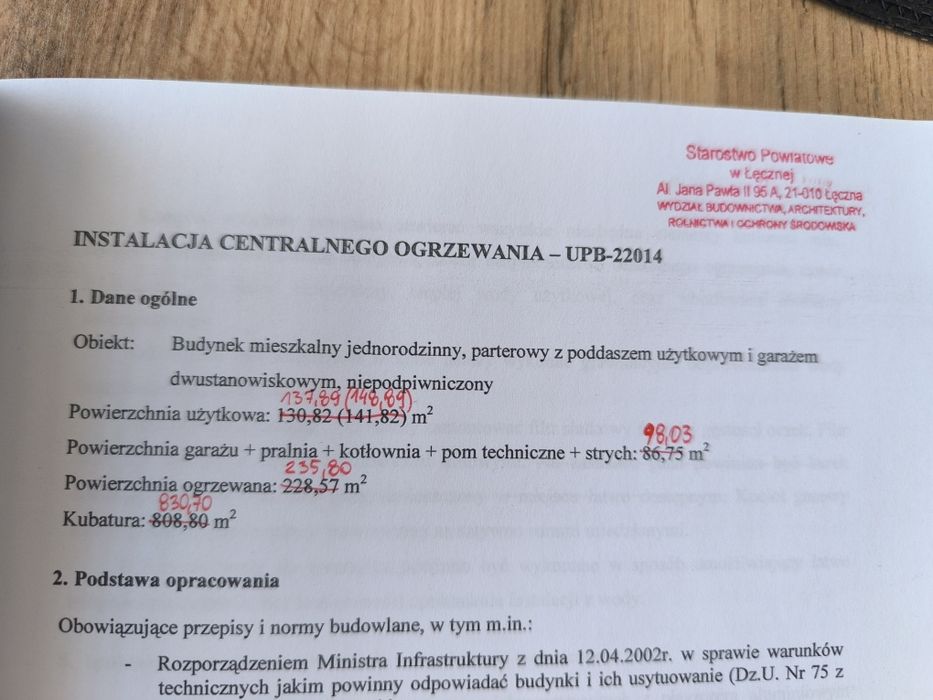 Starostwo Powiatowe
w Łęcznej
Al. Jana Pawła II 95 A, 21-010 Łęczna
WYDZIAŁ BUDOWNICTWA, ARCHITEKTURY,
ROLNICTWA I OCHRONY ŚRODOWISKA
INSTALACJA CENTRALNEGO OGRZEWANIA – UPB-22014
1. Dane ogólne
Obiekt: Budynek mieszkalny jednorodzinny, parterowy z poddaszem użytkowym i garażem
dwustanowiskowym, niepodpiwniczony
137,89 (148,89)
Powierzchnia użytkowa: 130,82 (141,82) m²
98,03
Powierzchnia garażu + pralnia + kotłownia + pom techniczne + strych: 86,75 m²
235,80
Powierzchnia ogrzewana: 228,57 m²
830,70
Kubatura: 808,80 m²
2. Podstawa opracowania
Obowiązujące przepisy i normy budowlane, w tym m.in.:
- Rozporządzeniem Ministra Infrastruktury z dnia 12.04.2002r. w sprawie warunków
technicznych jakim powinny odpowiadać budynki i ich usytuowanie (Dz.U. Nr 75 z